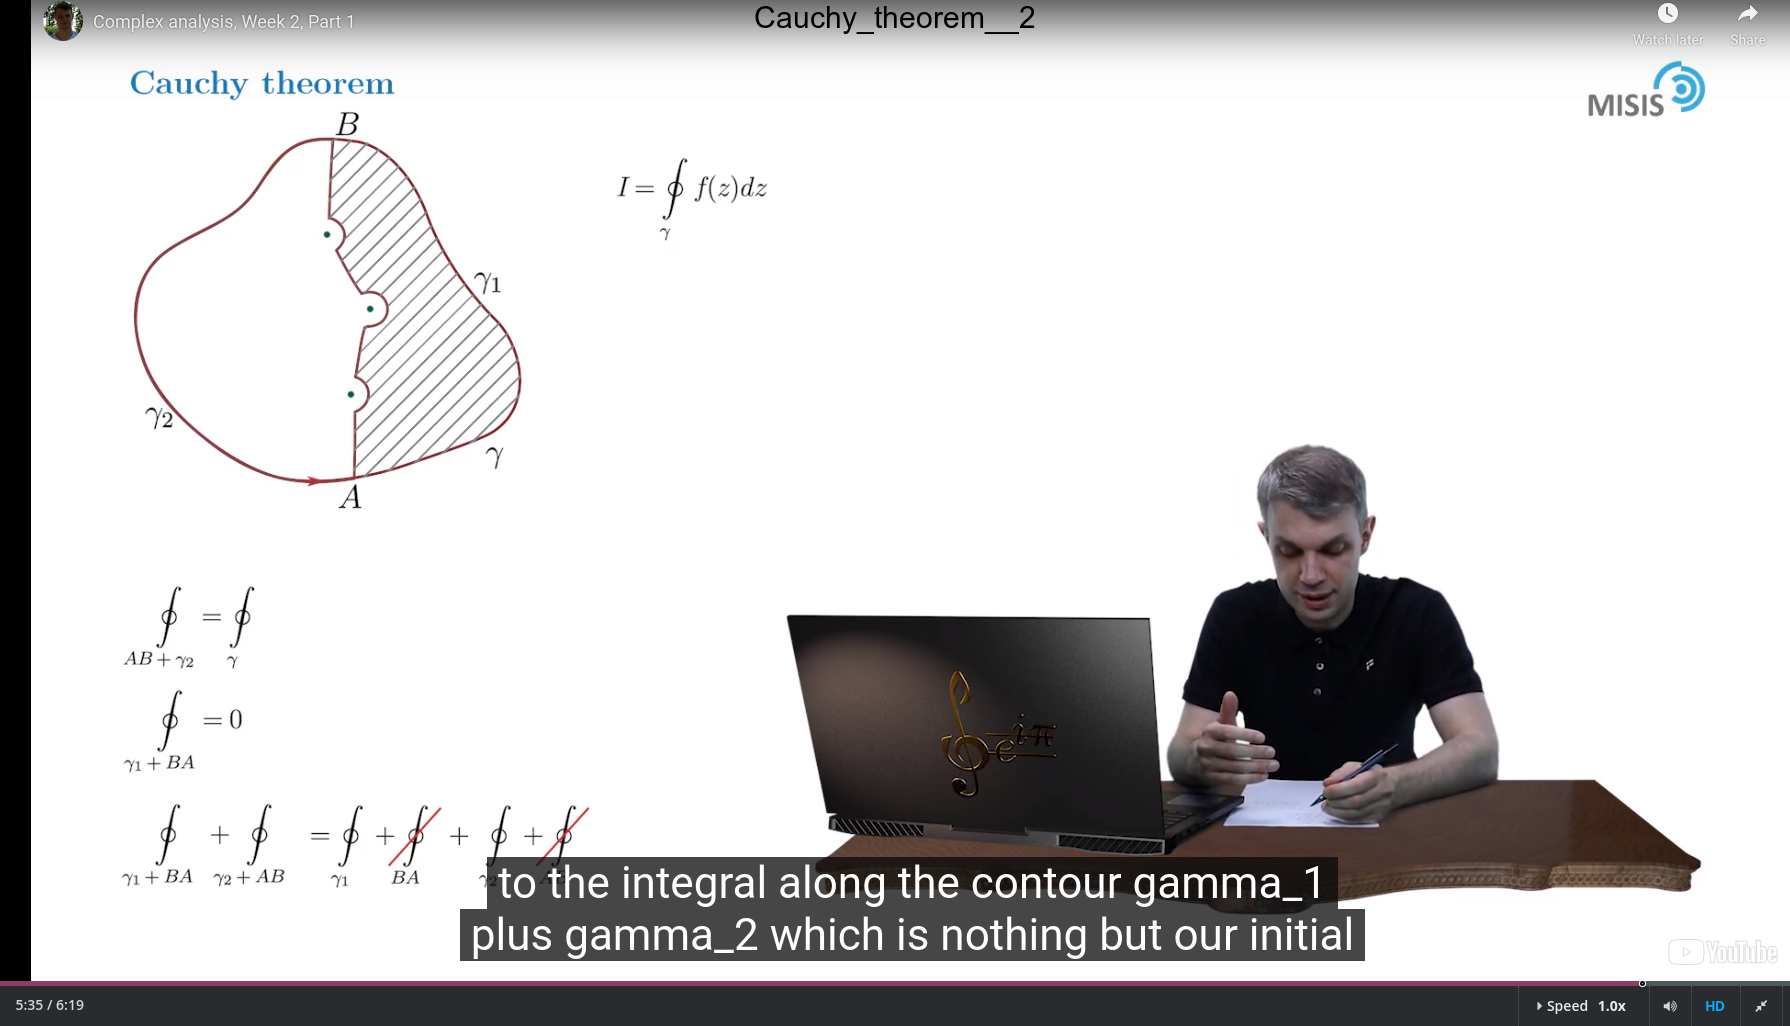 Complex analysis, Week 2, Part 1
Cauchy_theorem__2
Watch later
Share
Cauchy theorem
MISIS
B
I = ∮ f(z)dz
γ
γ1
γ2
γ
A
∮ = ∮
AB + γ2 γ
∮ = 0
γ1 + BA
∮ + ∮ = ∮ + ∮ + ∮ + ∮
γ1 + BA γ2 + AB γ1 BA
e^{iπ}
to the integral along the contour gamma_1
plus gamma_2 which is nothing but our initial
YouTube
5:35 / 6:19
Speed 1.0x
HD